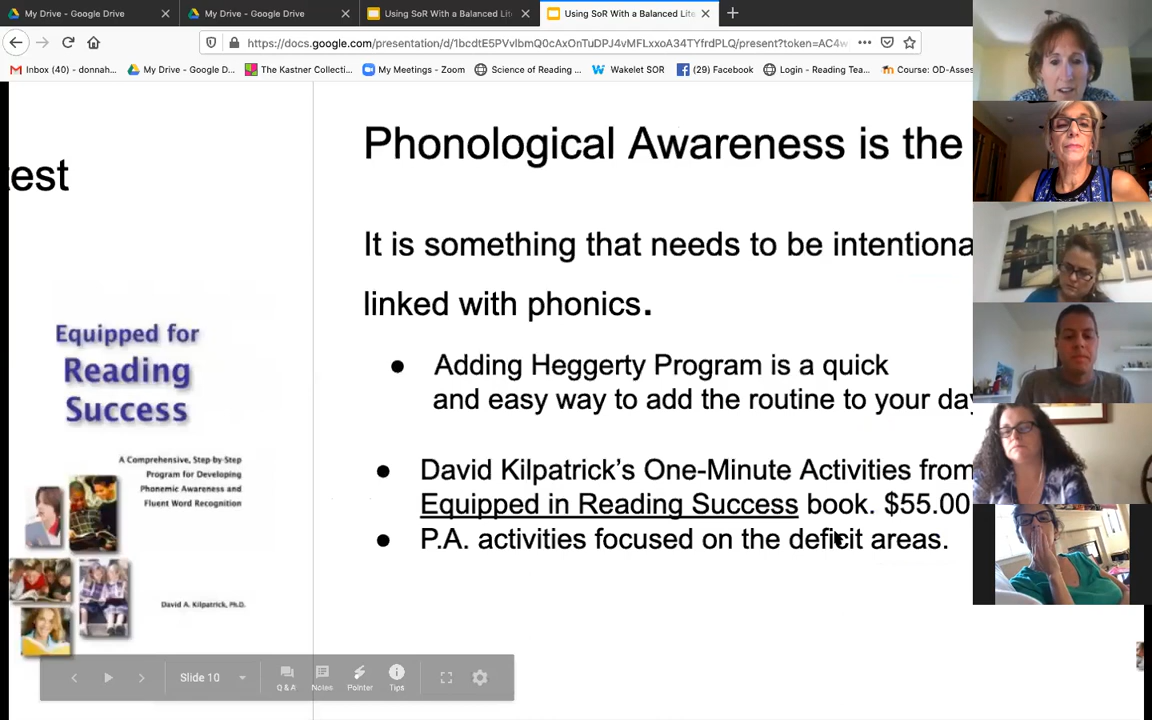 My Drive - Google Drive
My Drive - Google Drive
Using SoR With a Balanced Lite
Using SoR With a Balanced Lite
https://docs.google.com/presentation/d/1bcdtE5PVvlbmQ0cAxOnTuDPJ4vMFLxxoA34TYfrdPLQ/present?token=AC4w
Inbox (40) - donnah...
My Drive - Google D...
The Kastner Collecti...
My Meetings - Zoom
Science of Reading ...
Wakelet SOR
(29) Facebook
Login - Reading Tea...
Course: OD-Asses
test
Phonological Awareness is the
It is something that needs to be intentiona
linked with phonics.
● Adding Heggerty Program is a quick
and easy way to add the routine to your day
● David Kilpatrick's One-Minute Activities from
Equipped in Reading Success book. $55.00
● P.A. activities focused on the deficit areas.
Equipped for
Reading
Success
A Comprehensive, Step-by-Step
Program for Developing
Phonemic Awareness and
Fluent Word Recognition
David A. Kilpatrick, Ph.D.
Slide 10
Q & A
Notes
Pointer
Tips